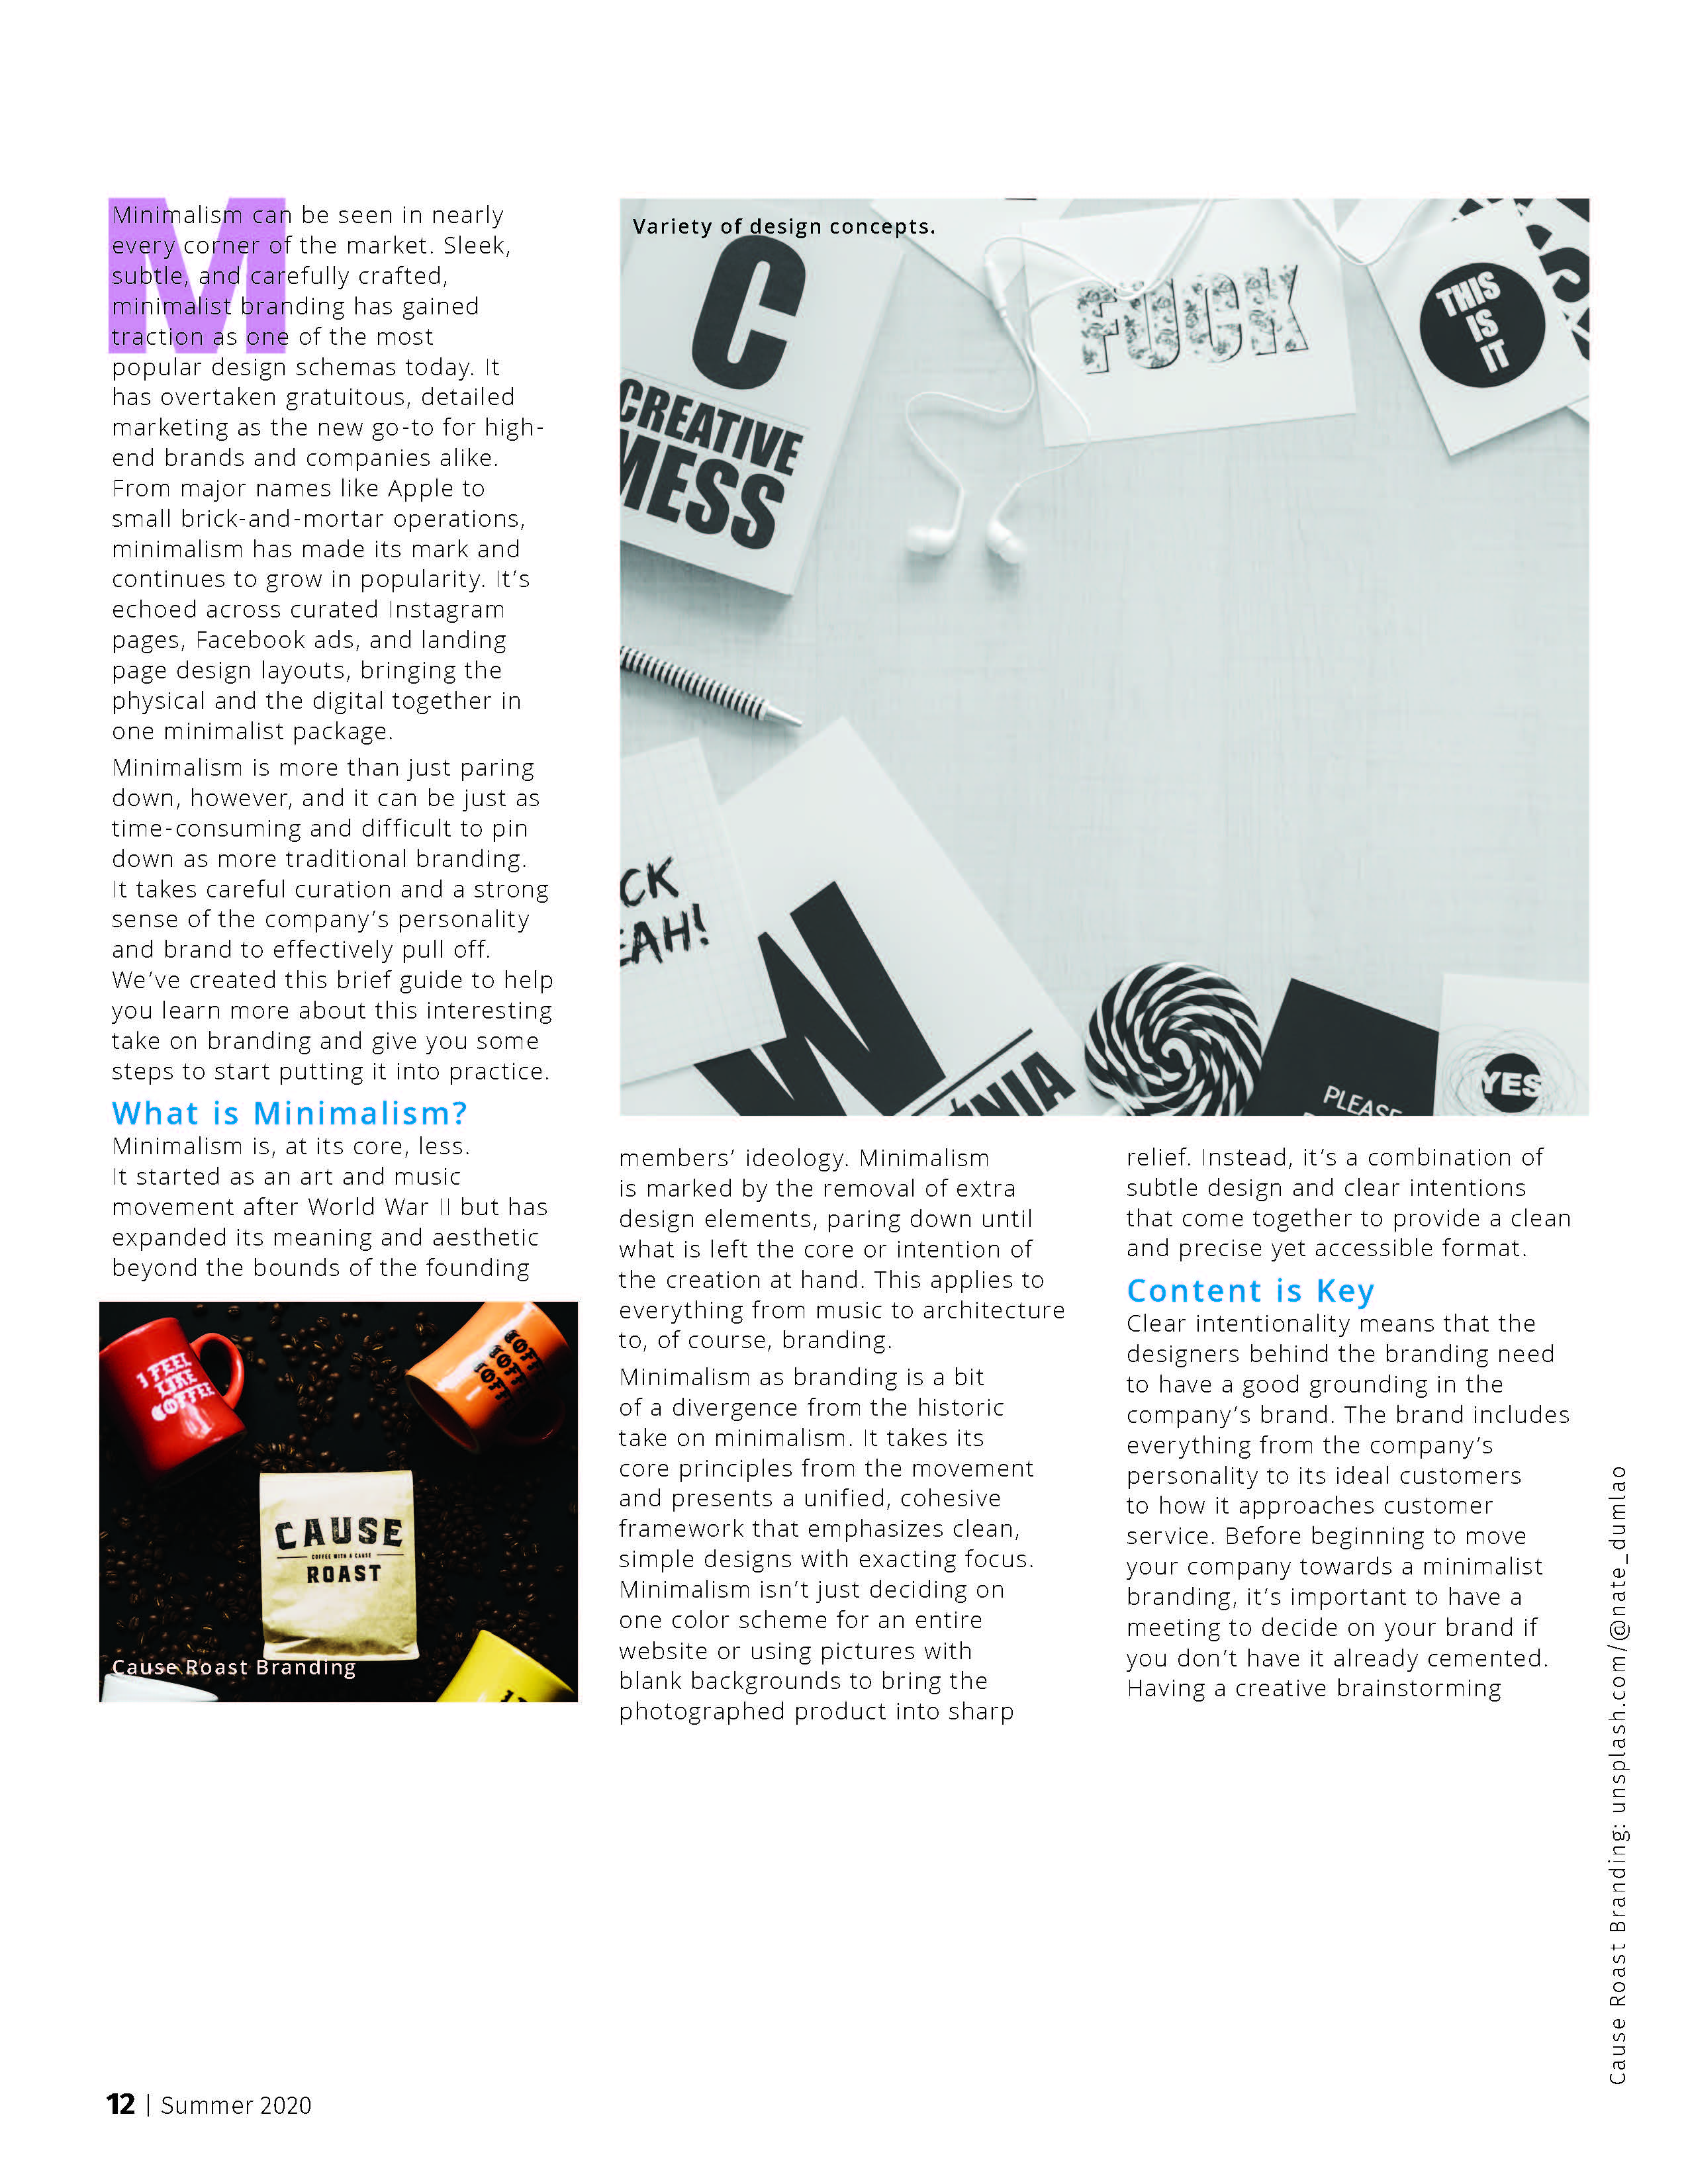 M
Minimalism can be seen in nearly
every corner of the market. Sleek,
subtle, and carefully crafted,
minimalist branding has gained
traction as one of the most
popular design schemas today. It
has overtaken gratuitous, detailed
marketing as the new go-to for high-
end brands and companies alike.
From major names like Apple to
small brick-and-mortar operations,
minimalism has made its mark and
continues to grow in popularity. It’s
echoed across curated Instagram
pages, Facebook ads, and landing
page design layouts, bringing the
physical and the digital together in
one minimalist package.
Minimalism is more than just paring
down, however, and it can be just as
time-consuming and difficult to pin
down as more traditional branding.
It takes careful curation and a strong
sense of the company’s personality
and brand to effectively pull off.
We’ve created this brief guide to help
you learn more about this interesting
take on branding and give you some
steps to start putting it into practice.
What is Minimalism?
Minimalism is, at its core, less.
It started as an art and music
movement after World War II but has
expanded its meaning and aesthetic
beyond the bounds of the founding
I FEEL
LIKE
COFFEE
COFF
COFF
COFF
CAUSE
COFFEE WITH A CAUSE
ROAST
Cause Roast Branding
Variety of design concepts.
C
CREATIVE
MESS
FUCK
THIS
IS
IT
CK
EAH!
W
PLEASE
YES
members’ ideology. Minimalism
is marked by the removal of extra
design elements, paring down until
what is left the core or intention of
the creation at hand. This applies to
everything from music to architecture
to, of course, branding.
Minimalism as branding is a bit
of a divergence from the historic
take on minimalism. It takes its
core principles from the movement
and presents a unified, cohesive
framework that emphasizes clean,
simple designs with exacting focus.
Minimalism isn’t just deciding on
one color scheme for an entire
website or using pictures with
blank backgrounds to bring the
photographed product into sharp
relief. Instead, it’s a combination of
subtle design and clear intentions
that come together to provide a clean
and precise yet accessible format.
Content is Key
Clear intentionality means that the
designers behind the branding need
to have a good grounding in the
company’s brand. The brand includes
everything from the company’s
personality to its ideal customers
to how it approaches customer
service. Before beginning to move
your company towards a minimalist
branding, it’s important to have a
meeting to decide on your brand if
you don’t have it already cemented.
Having a creative brainstorming
Cause Roast Branding: unsplash.com/@nate_dumlao
12 | Summer 2020